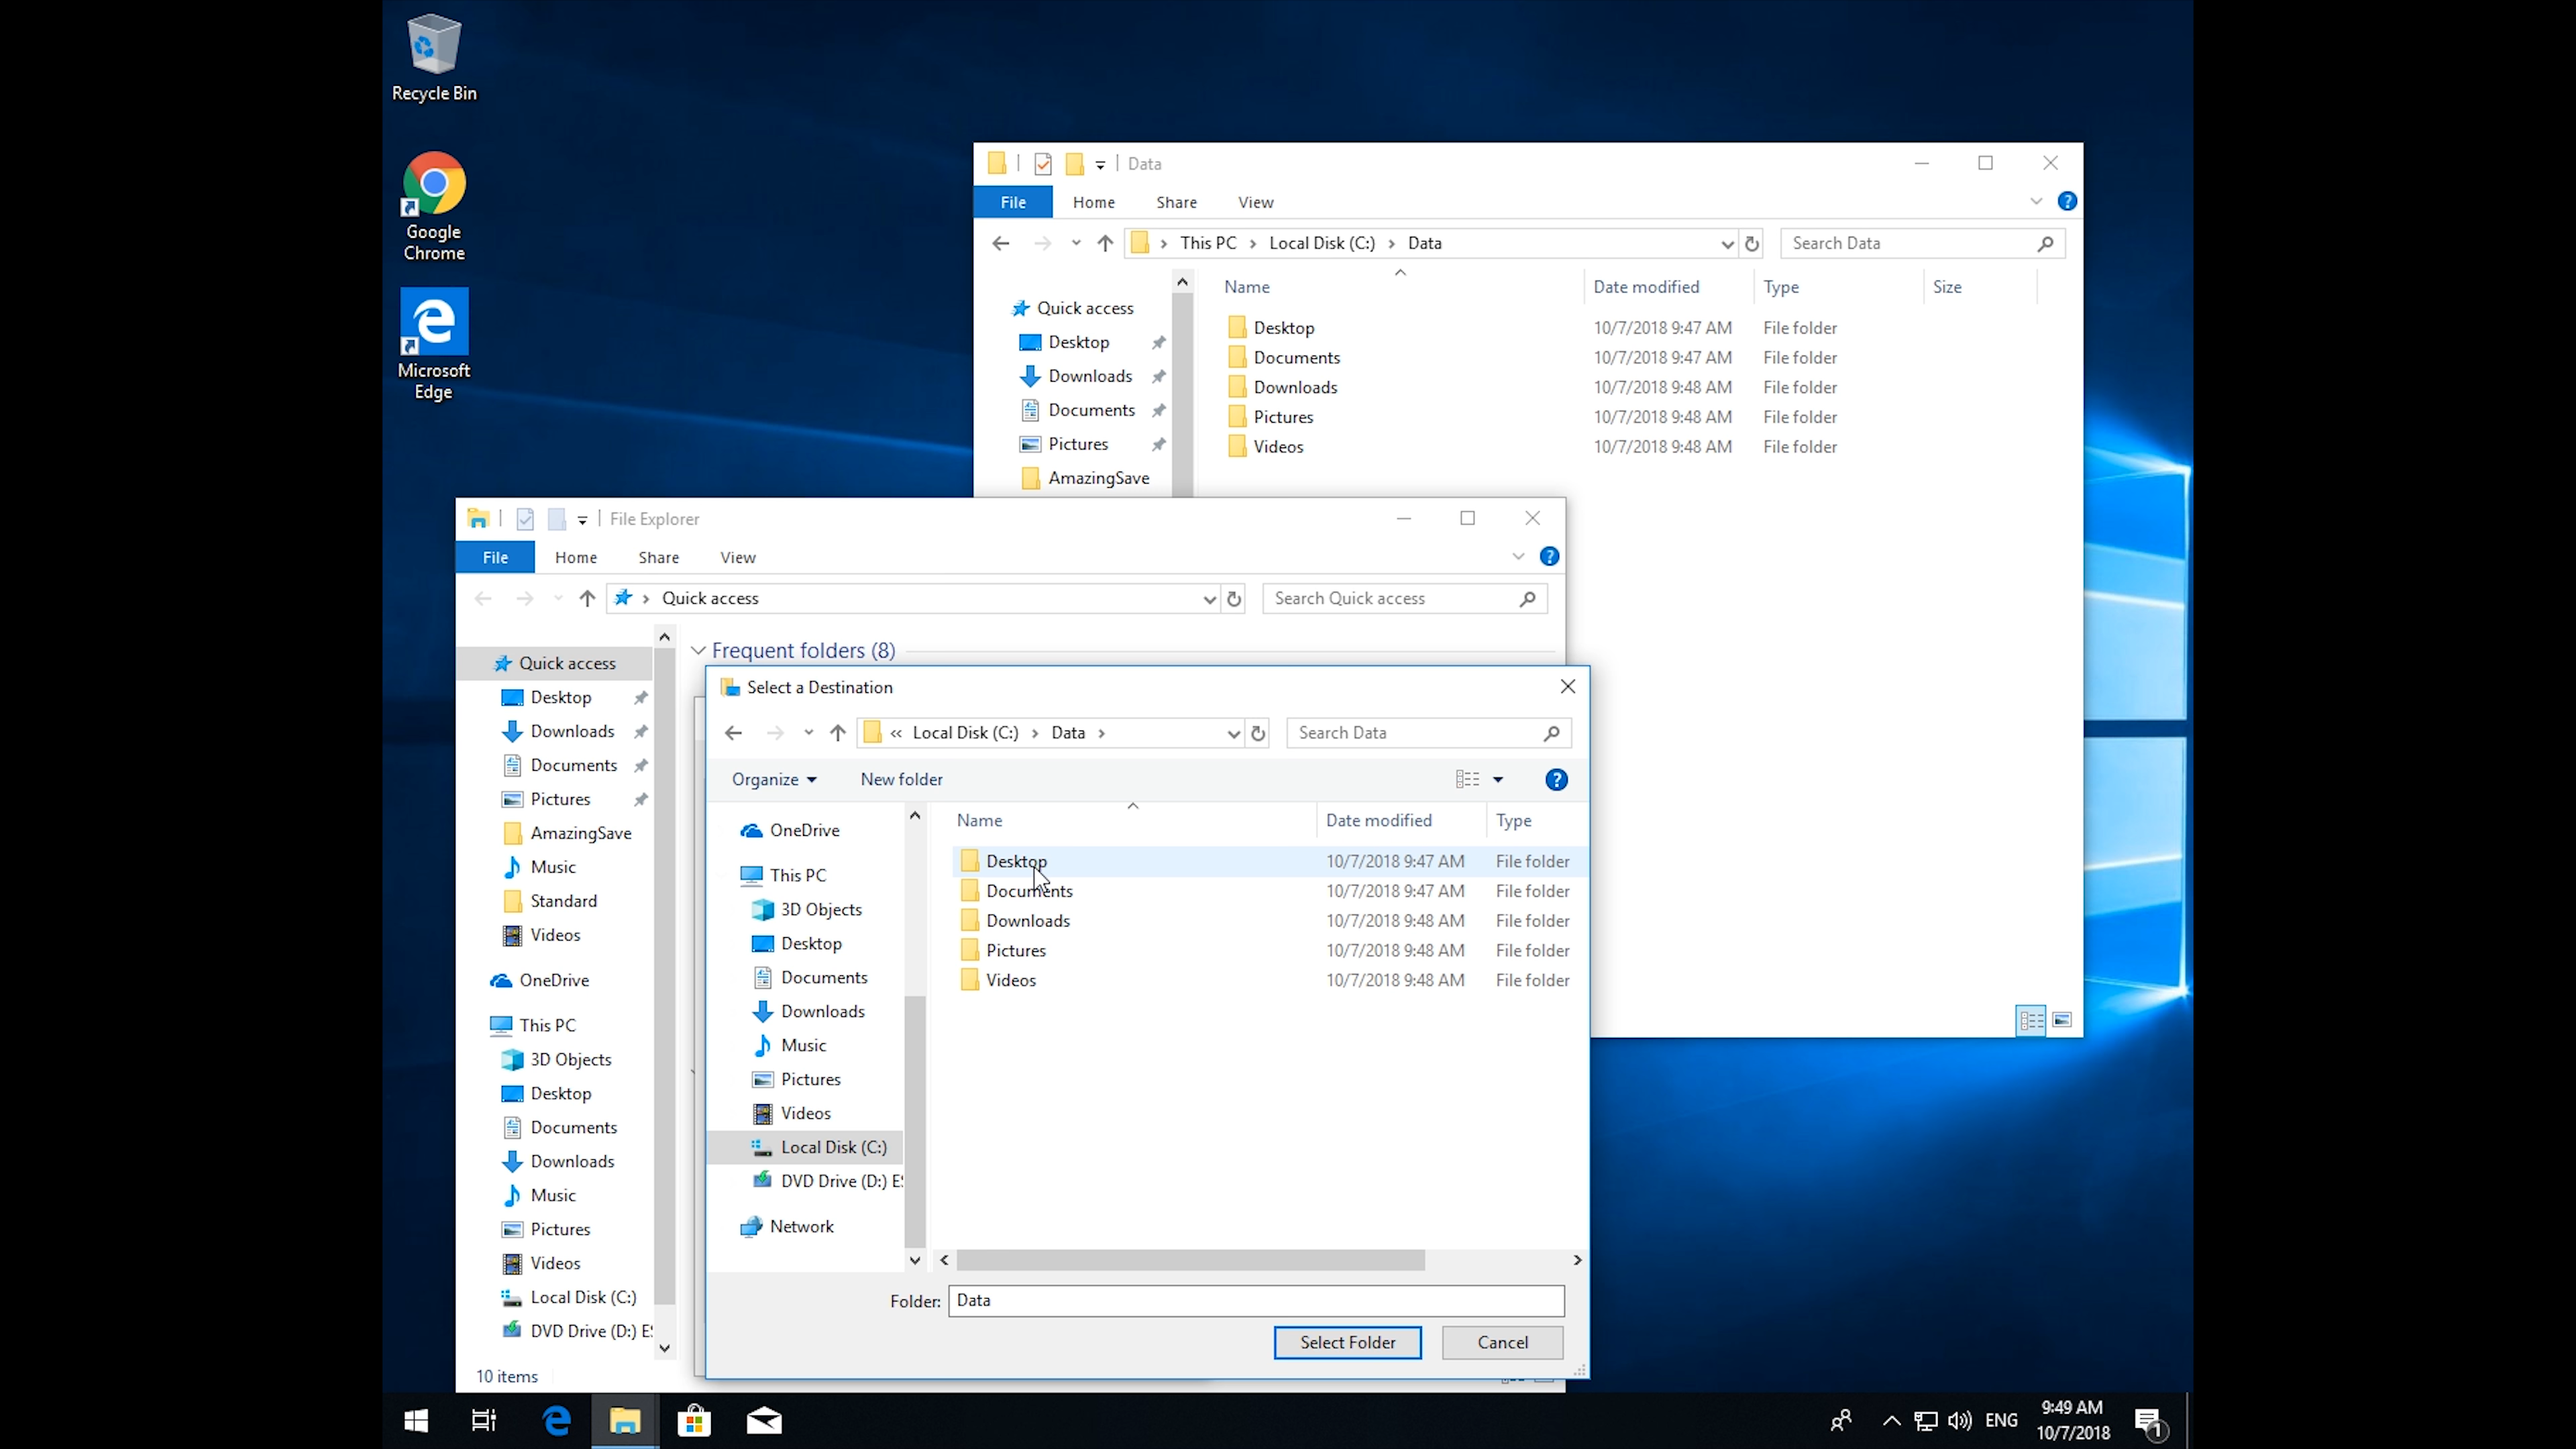 Recycle Bin
Google
Chrome
Microsoft
Edge
Data
File Home Share View
This PC Local Disk (C:) Data
Search Data
Name Date modified Type Size
Quick access
Desktop
Downloads
Documents
Pictures
AmazingSave
Desktop 10/7/2018 9:47 AM File folder
Documents 10/7/2018 9:47 AM File folder
Downloads 10/7/2018 9:48 AM File folder
Pictures 10/7/2018 9:48 AM File folder
Videos 10/7/2018 9:48 AM File folder
File Explorer
File Home Share View
Quick access
Search Quick access
Frequent folders (8)
Quick access
Desktop
Downloads
Documents
Pictures
AmazingSave
Music
Standard
Videos
OneDrive
This PC
3D Objects
Desktop
Documents
Downloads
Music
Pictures
Videos
Local Disk (C:)
DVD Drive (D:) E
10 items
Select a Destination
« Local Disk (C:) Data
Search Data
Organize New folder
OneDrive
This PC
3D Objects
Desktop
Documents
Downloads
Music
Pictures
Videos
Local Disk (C:)
DVD Drive (D:) E
Network
Name Date modified Type
Desktop 10/7/2018 9:47 AM File folder
Documents 10/7/2018 9:47 AM File folder
Downloads 10/7/2018 9:48 AM File folder
Pictures 10/7/2018 9:48 AM File folder
Videos 10/7/2018 9:48 AM File folder
Folder: Data
Select Folder Cancel
ENG
9:49 AM
10/7/2018
1